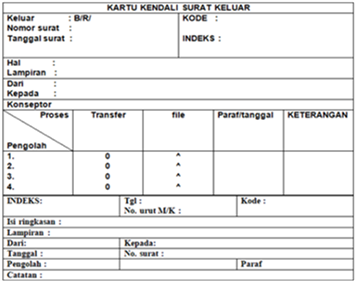 KARTU KENDALI SURAT KELUAR
Keluar : B/R/ KODE :
Nomor surat :
Tanggal surat : INDEKS :
Hal :
Lampiran :
Dari :
Kepada :
Konseptor
Proses Transfer file Paraf/tanggal KETERANGAN
Pengolah
1. 0 ^
2. 0 ^
3. 0 ^
4. 0 ^
INDEKS: Tgl : Kode :
No. urut M/K :
Isi ringkasan :
Lampiran :
Dari: Kepada:
Tanggal : No. surat :
Pengolah : Paraf
Catatan :